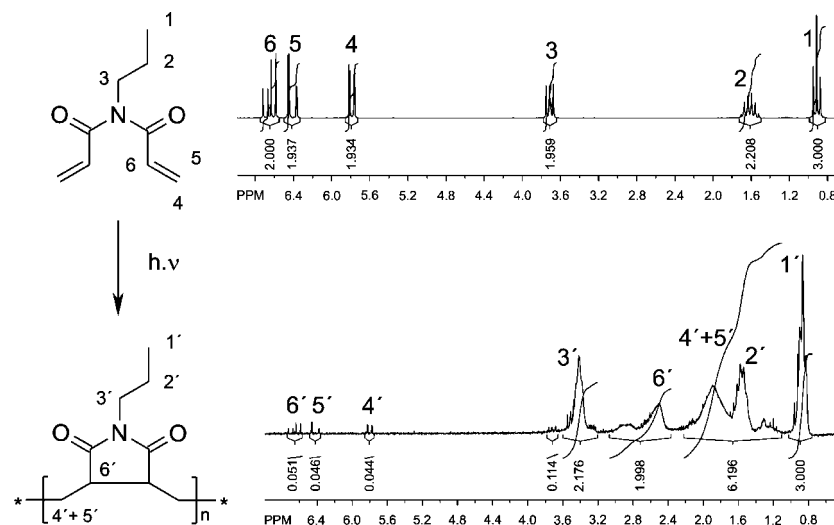 1
2
3
N
O
O
6
5
4
h.ν
1´
2´
3´
O
N
O
6´
* [ ]n *
4´+ 5´
6 5 4 3 2 1
2.000 1.937 1.934 1.959 2.208 3.000
PPM 6.4 5.6 5.2 4.8 4.4 4.0 3.6 3.2 2.8 2.4 2.0 1.6 1.2 0.8
1´
4´+5´
3´ 6´ 2´
6´ 5´ 4´
0.051 0.046 0.044 0.114 2.176 1.998 6.196 3.000
PPM 6.4 6.0 5.6 5.2 4.8 4.4 4.0 3.6 3.2 2.8 2.4 2.0 1.6 1.2 0.8